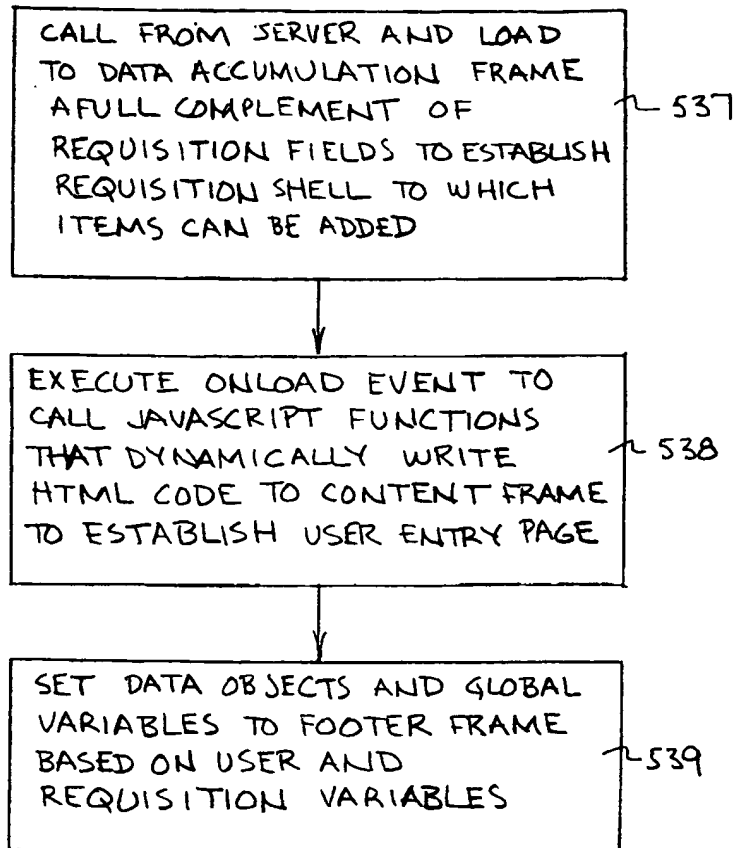 CALL FROM SERVER AND LOAD
TO DATA ACCUMULATION FRAME
A FULL COMPLEMENT OF
REQUISITION FIELDS TO ESTABLISH
REQUISITION SHELL TO WHICH
ITEMS CAN BE ADDED
537
EXECUTE ONLOAD EVENT TO
CALL JAVASCRIPT FUNCTIONS
THAT DYNAMICALLY WRITE
HTML CODE TO CONTENT FRAME
TO ESTABLISH USER ENTRY PAGE
538
SET DATA OBJECTS AND GLOBAL
VARIABLES TO FOOTER FRAME
BASED ON USER AND
REQUISITION VARIABLES
539